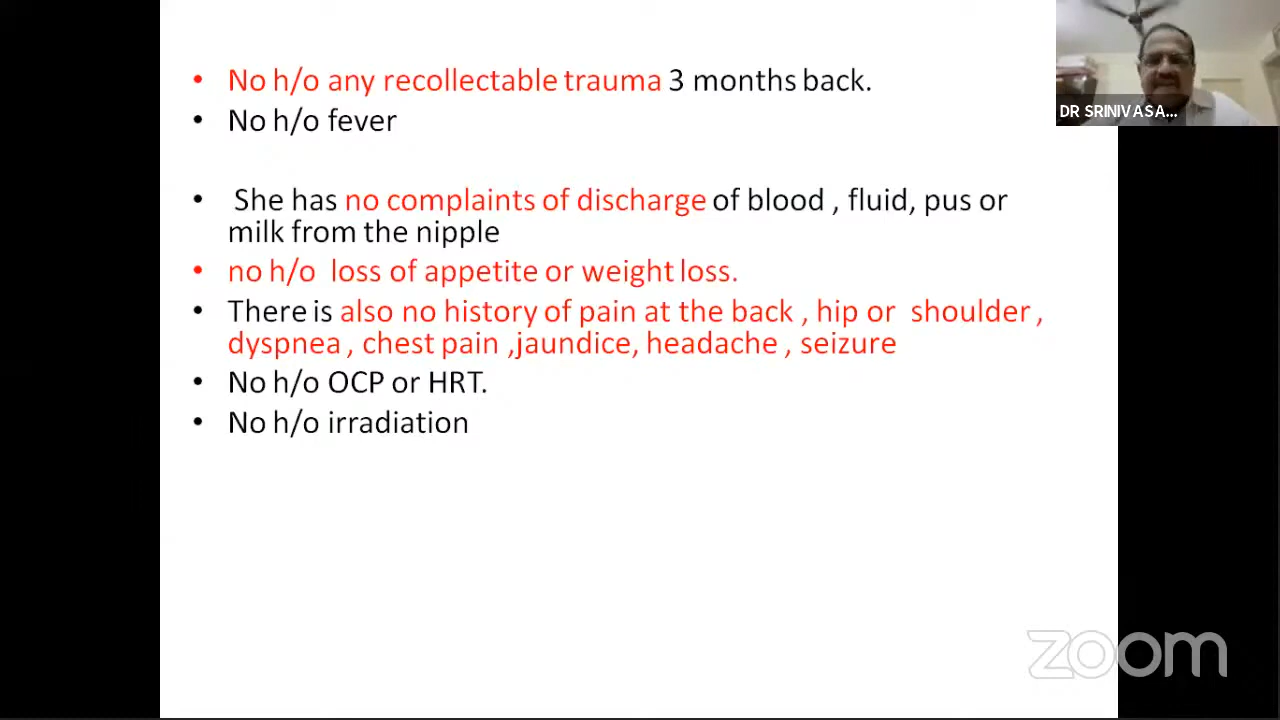 • No h/o any recollectable trauma 3 months back.
• No h/o fever
• She has no complaints of discharge of blood , fluid, pus or
milk from the nipple
• no h/o loss of appetite or weight loss.
• There is also no history of pain at the back , hip or shoulder ,
dyspnea , chest pain ,jaundice, headache , seizure
• No h/o OCP or HRT.
• No h/o irradiation
DR SRINIVASA...
zoom